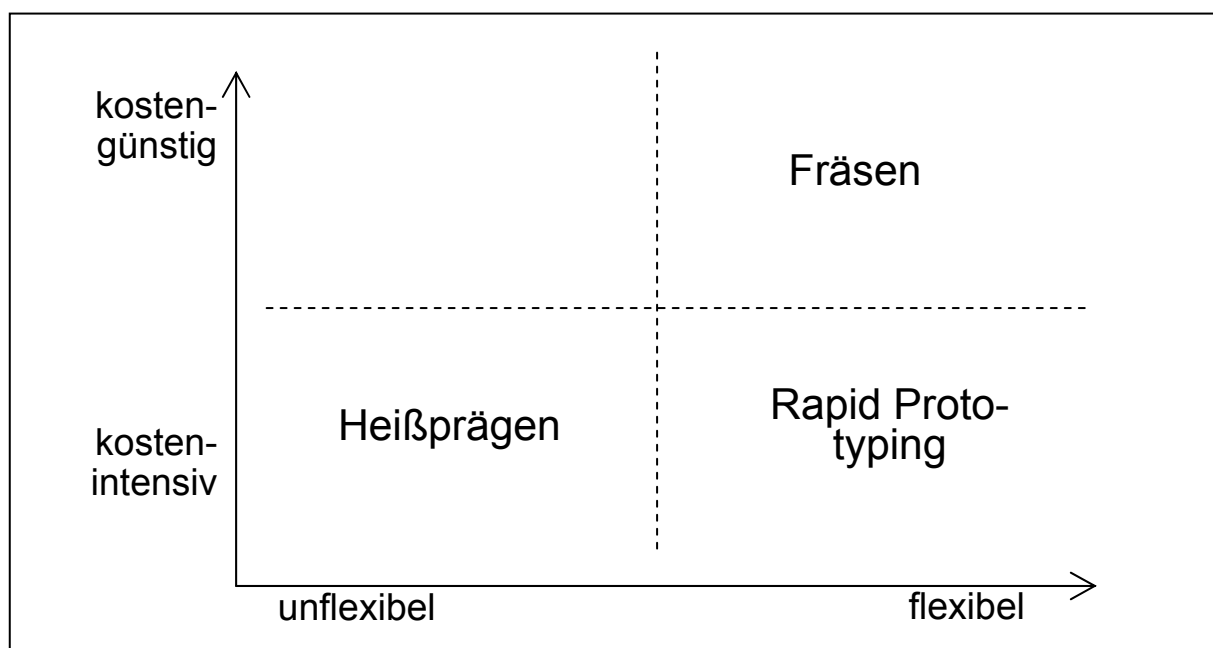 kosten-
günstig
Fräsen
Heißprägen
Rapid Proto-
typing
kosten-
intensiv
unflexibel
flexibel